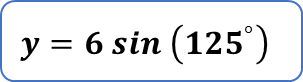 y = 6 sin (125°)